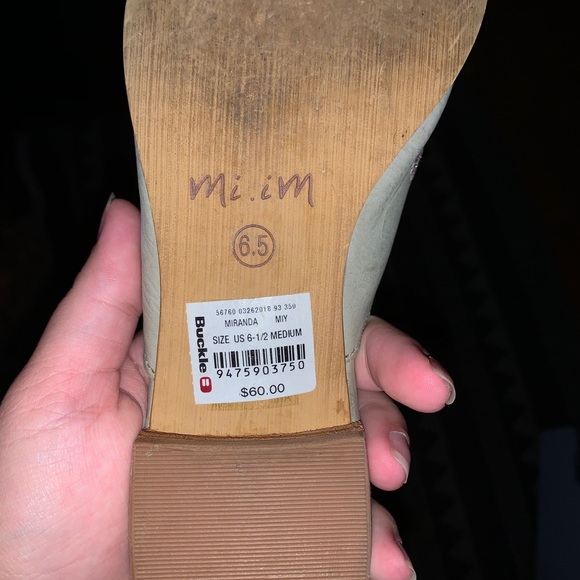 mi.iM
6.5
56760 03262018 93 350
MIRANDA MIY
SIZE US 6-1/2 MEDIUM
9475903750
$60.00
Buckle B